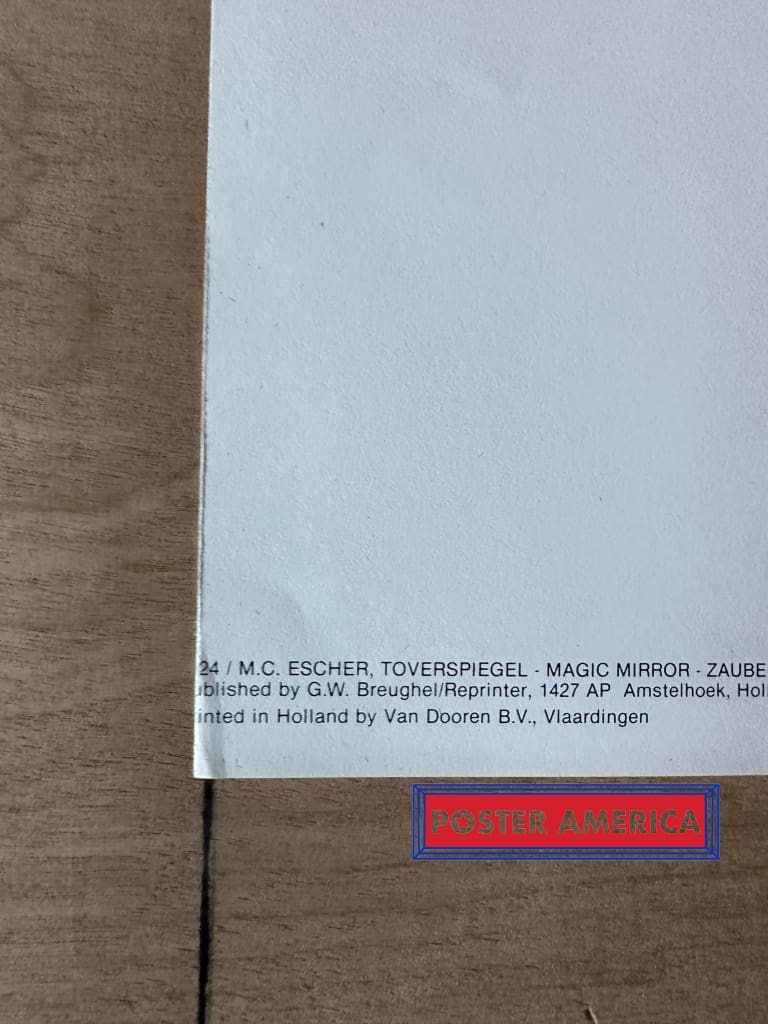 24 / M.C. ESCHER, TOVERSPIEGEL - MAGIC MIRROR - ZAUBE
ublished by G.W. Breughel/Reprinter, 1427 AP Amstelhoek, Hol
inted in Holland by Van Dooren B.V., Vlaardingen
POSTER AMERICA